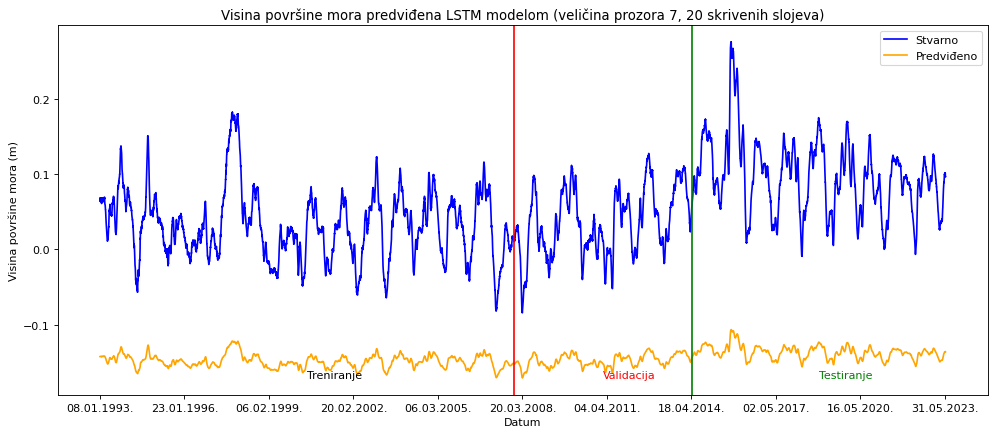 Visina površine mora predviđena LSTM modelom (veličina prozora 7, 20 skrivenih slojeva)
Stvarno
Predviđeno
Visina površine mora (m)
0.2
0.1
0.0
−0.1
Treniranje
Validacija
Testiranje
08.01.1993.
23.01.1996.
06.02.1999.
20.02.2002.
06.03.2005.
20.03.2008.
04.04.2011.
18.04.2014.
02.05.2017.
16.05.2020.
31.05.2023.
Datum